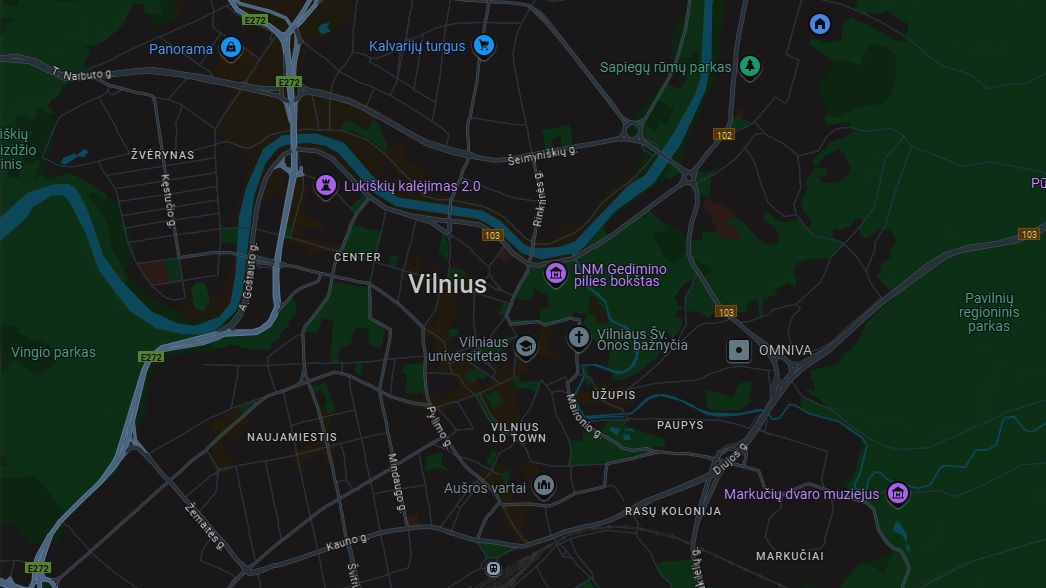 E272
Panorama
Kalvarijų turgus
T. Narbuto g.
Sapiegų rūmų parkas
E272
102
iškių
izdžio
inis
ŽVĖRYNAS
Šeimyniškių g.
Kęstučio g.
Lukiškių kalėjimas 2.0
Rinktinės g.
Pū
103
103
A. Goštauto g.
CENTER
Vilnius
LNM Gedimino
pilies bokštas
103
Pavilnių
regioninis
parkas
Vingio parkas
E272
Vilniaus
universitetas
Vilniaus Šv.
Onos bažnyčia
OMNIVA
UŽUPIS
Maironio g.
Pylimo g.
PAUPYS
VILNIUS
OLD TOWN
NAUJAMIESTIS
Drujos g.
Mindaugo g.
Aušros vartai
Markučių dvaro muziejus
Žemaitės g.
RASŲ KOLONIJA
Kauno g.
MARKUČIAI
E272